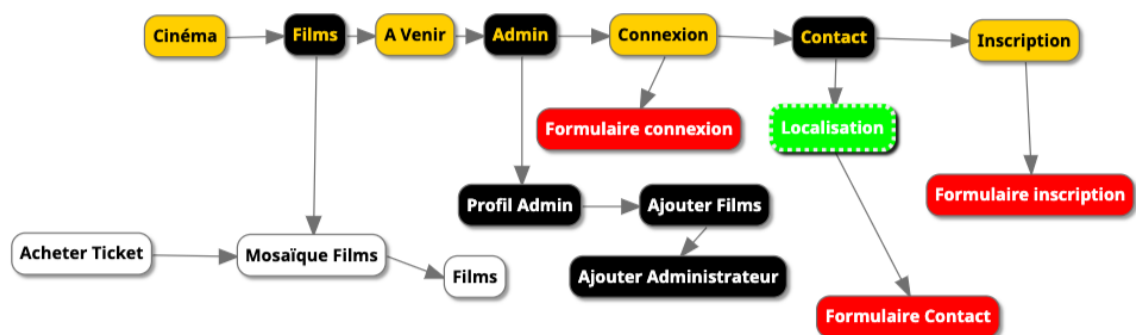 Cinéma
Films
A Venir
Admin
Connexion
Contact
Inscription
Formulaire connexion
Localisation
Formulaire inscription
Profil Admin
Ajouter Films
Acheter Ticket
Mosaïque Films
Films
Ajouter Administrateur
Formulaire Contact